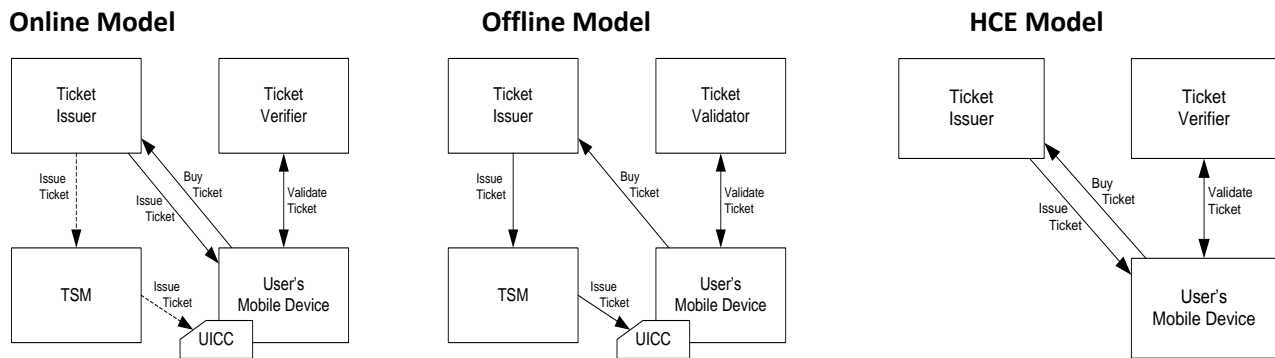 Online Model
Ticket
Issuer
Ticket
Verifier
Issue
Ticket
Issue
Ticket
Buy
Ticket
Validate
Ticket
TSM
Issue
Ticket
User's
Mobile Device
UICC
Offline Model
Ticket
Issuer
Ticket
Validator
Issue
Ticket
Buy
Ticket
Validate
Ticket
TSM
Issue
Ticket
User's
Mobile Device
UICC
HCE Model
Ticket
Issuer
Ticket
Verifier
Issue
Ticket
Buy
Ticket
Validate
Ticket
User's
Mobile Device